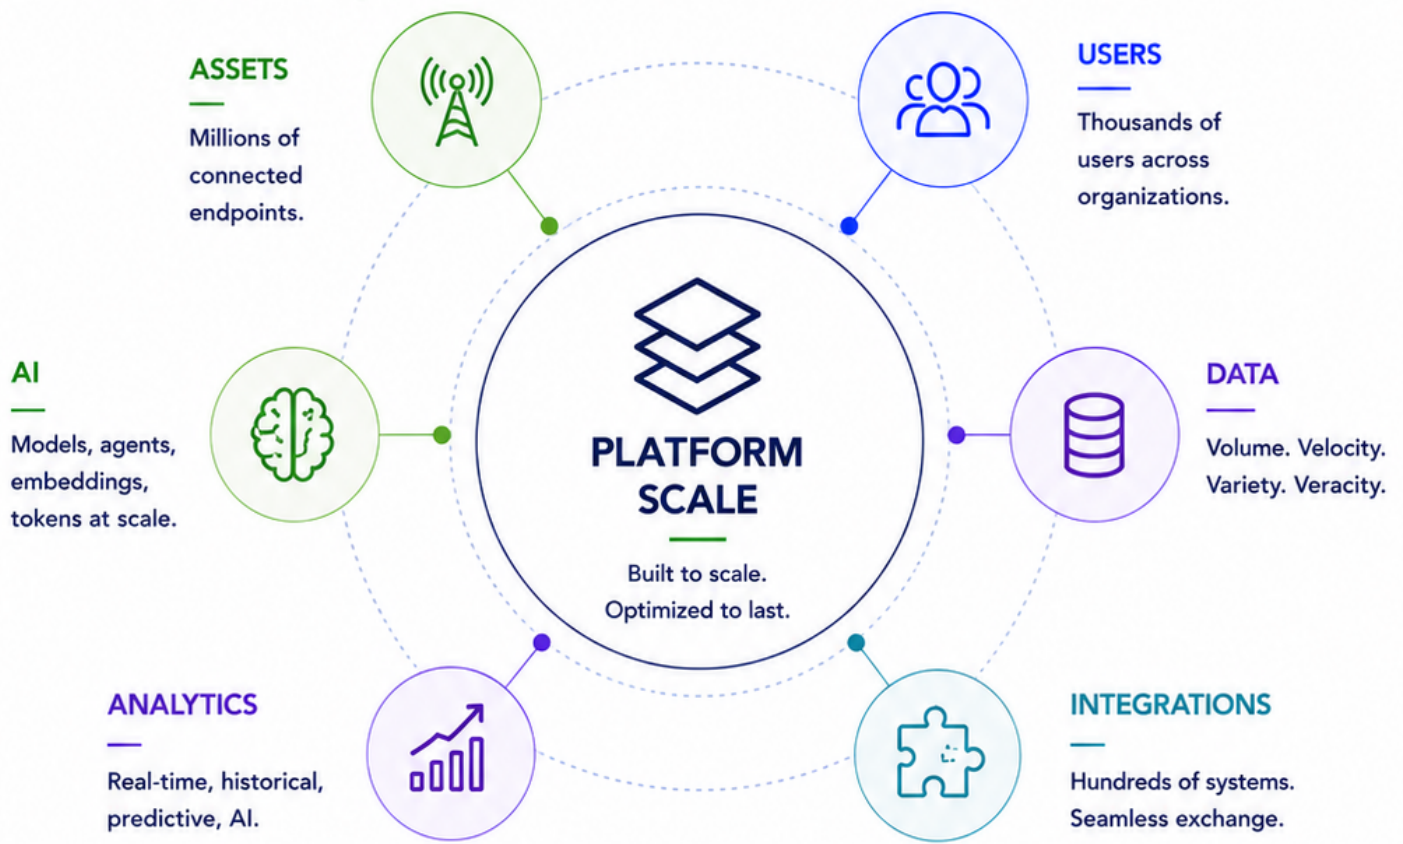 ASSETS
Millions of
connected
endpoints.
USERS
Thousands of
users across
organizations.
AI
Models, agents,
embeddings,
tokens at scale.
PLATFORM
SCALE
Built to scale.
Optimized to last.
DATA
Volume. Velocity.
Variety. Veracity.
ANALYTICS
Real-time, historical,
predictive, AI.
INTEGRATIONS
Hundreds of systems.
Seamless exchange.